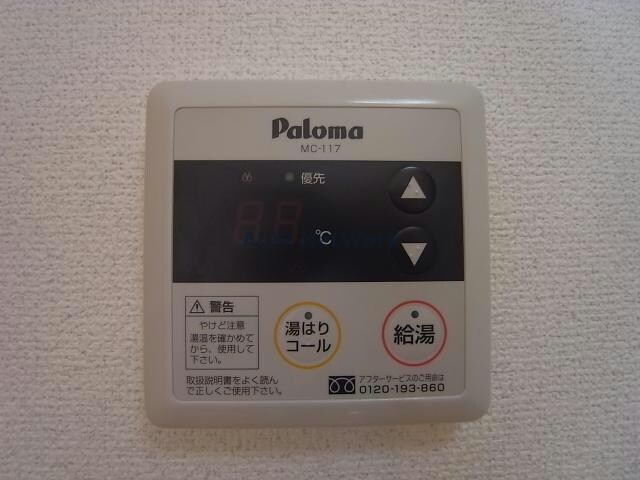 Paloma
MC-117
優先
℃
警告
やけど注意
湯温を確かめて
から、使用して
下さい。
取扱説明書をよく読ん
で正しくご使用下さい。
湯はり
コール
給湯
アフターサービスのご用命は
0120-193-860